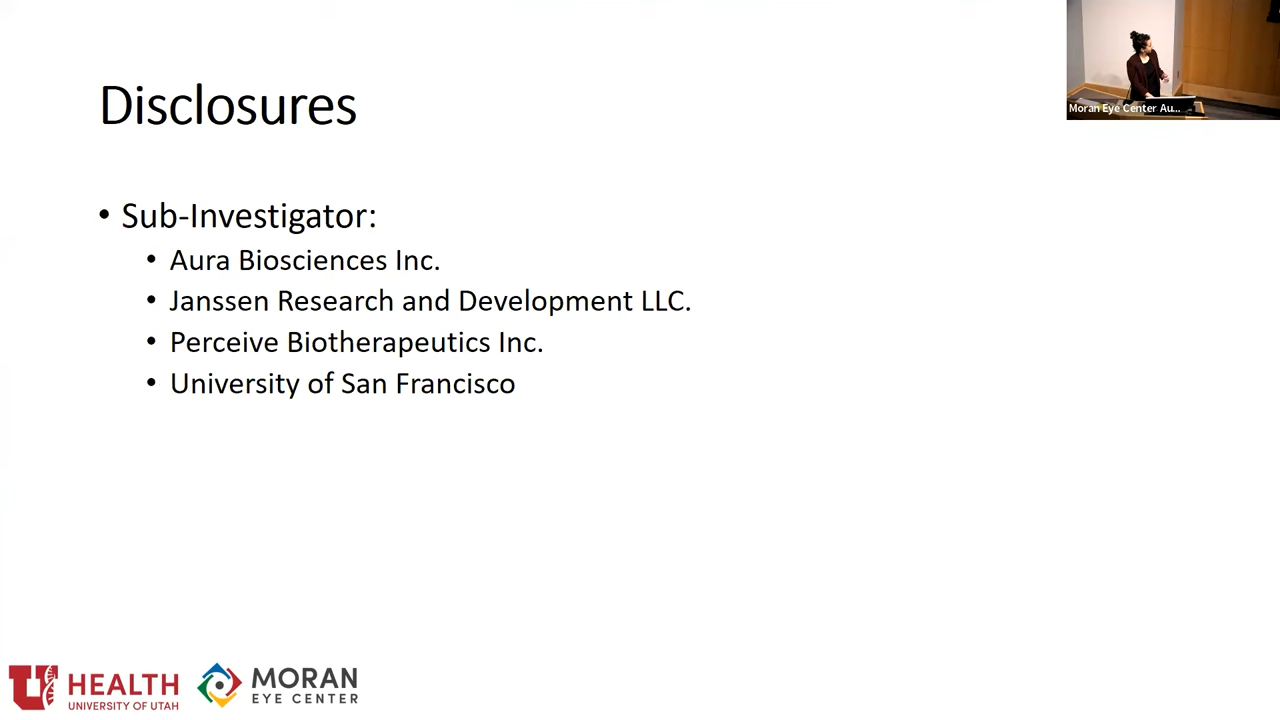 Disclosures
Moran Eye Center Au...
• Sub-Investigator:
• Aura Biosciences Inc.
• Janssen Research and Development LLC.
• Perceive Biotherapeutics Inc.
• University of San Francisco
U HEALTH
UNIVERSITY OF UTAH
MORAN
EYE CENTER